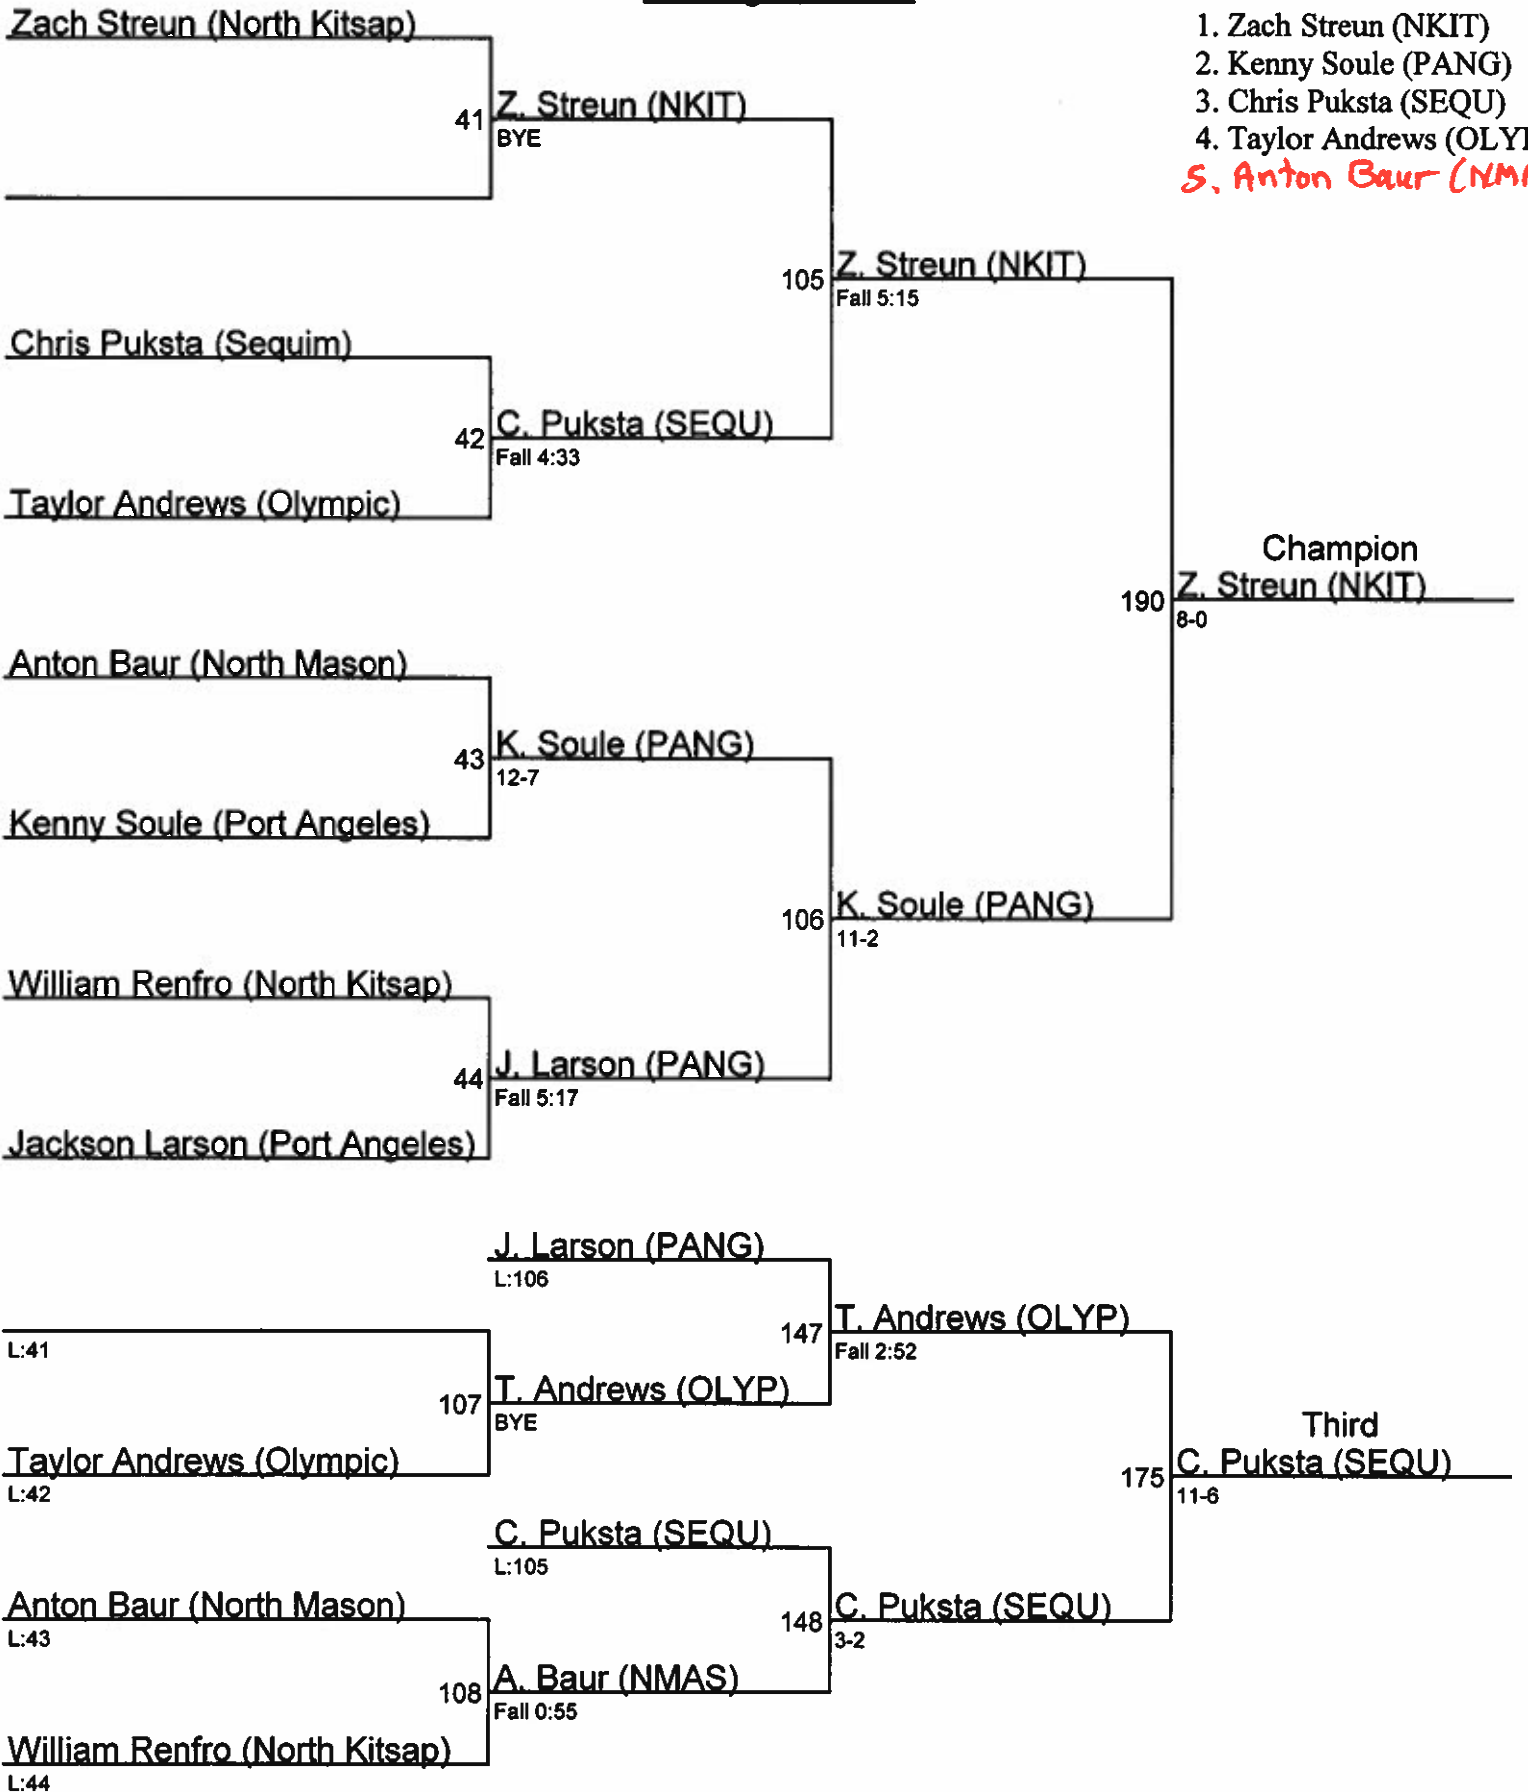 Zach Streun (North Kitsap)
1. Zach Streun (NKIT)
2. Kenny Soule (PANG)
3. Chris Puksta (SEQU)
4. Taylor Andrews
5. Anton Baur
41
Z. Streun (NKIT)
BYE
105
Z. Streun (NKIT)
Fall 5:15
Chris Puksta (Sequim)
42
C. Puksta (SEQU)
Fall 4:33
Taylor Andrews (Olympic)
Champion
190
Z. Streun (NKIT)
8-0
Anton Baur (North Mason)
43
K. Soule (PANG)
12-7
Kenny Soule (Port Angeles)
106
K. Soule (PANG)
11-2
William Renfro (North Kitsap)
44
J. Larson (PANG)
Fall 5:17
Jackson Larson (Port Angeles)
J. Larson (PANG)
L:106
147
T. Andrews (OLYP)
Fall 2:52
L:41
107
T. Andrews (OLYP)
BYE
Taylor Andrews (Olympic)
L:42
Third
175
C. Puksta (SEQU)
11-6
C. Puksta (SEQU)
L:105
Anton Baur (North Mason)
L:43
148
C. Puksta (SEQU)
3-2
108
A. Baur (NMAS)
Fall 0:55
William Renfro (North Kitsap)
L:44